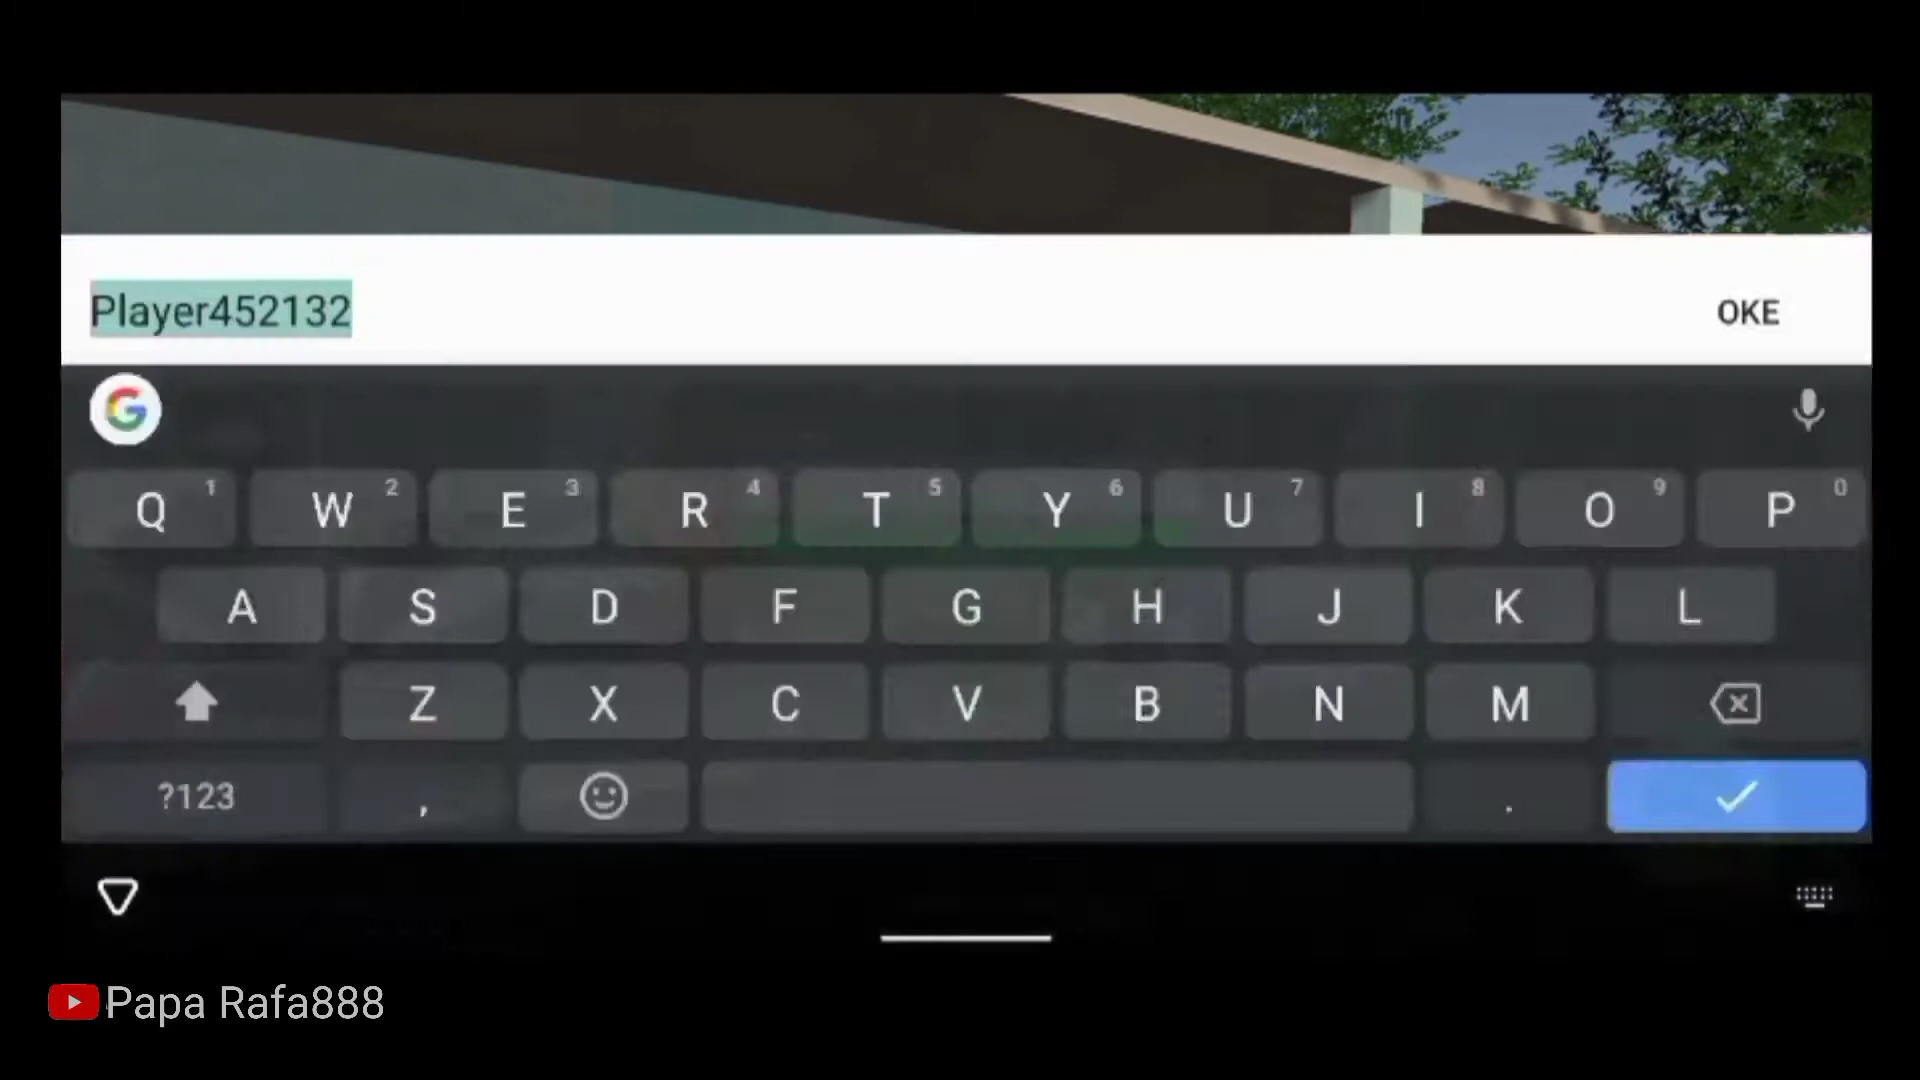 Player452132
OKE
Q 1 W 2 E 3 R 4 T 5 Y 6 U 7 I 8 O 9 P 0
A S D F G H J K L
Z X C V B N M
?123 , .
Papa Rafa888